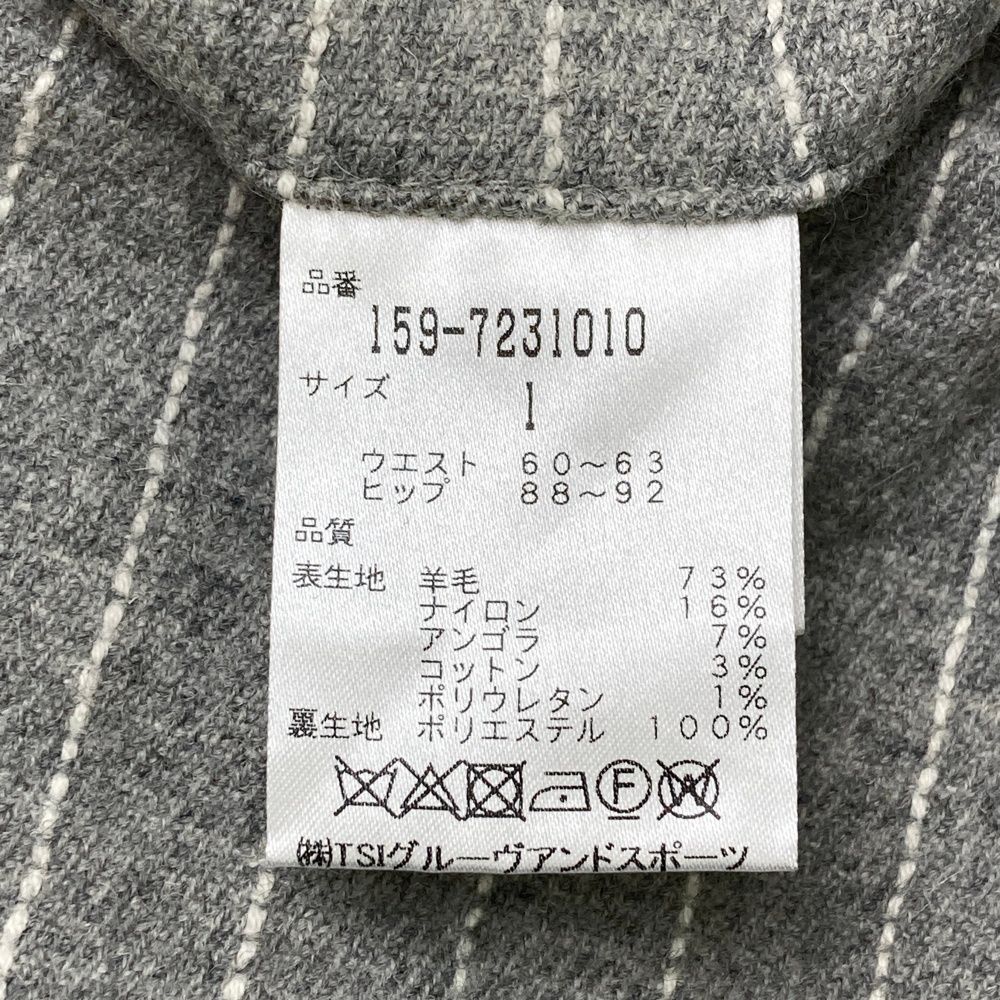 品番
159-7231010
サイズ 1
ウエスト 60~63
ヒップ 88~92
品質
表生地 羊毛 73%
ナイロン 16%
アンゴラ 7%
コットン 3%
ポリウレタン 1%
裏生地 ポリエステル 100%
F W
㈱TSIグルーヴアンドスポーツ